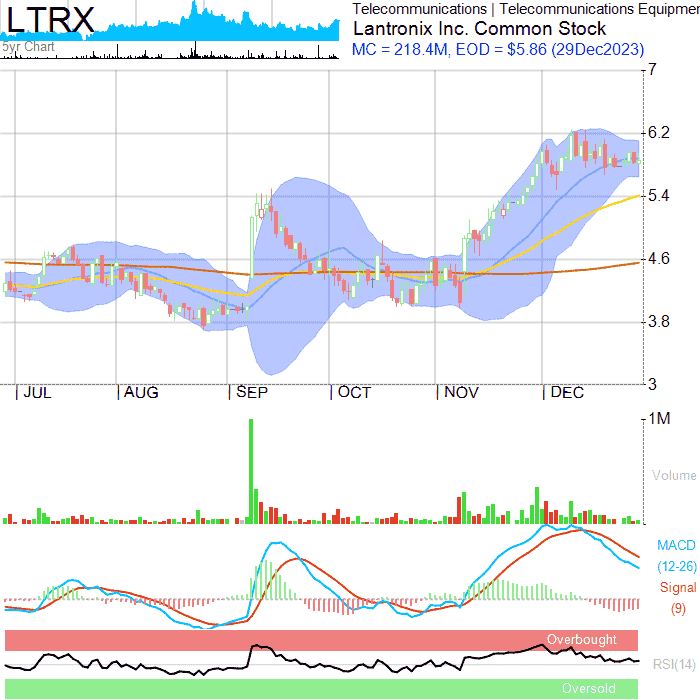 LTRX
5yr Chart
Telecommunications | Telecommunications Equipmen
Lantronix Inc. Common Stock
MC = 218.4M, EOD = $5.86 (29Dec2023)
7
6.2
5.4
4.6
3.8
3
JUL AUG SEP OCT NOV DEC
1M
Volume
MACD
(12-26)
Signal
(9)
Overbought
RSI(14)
Oversold